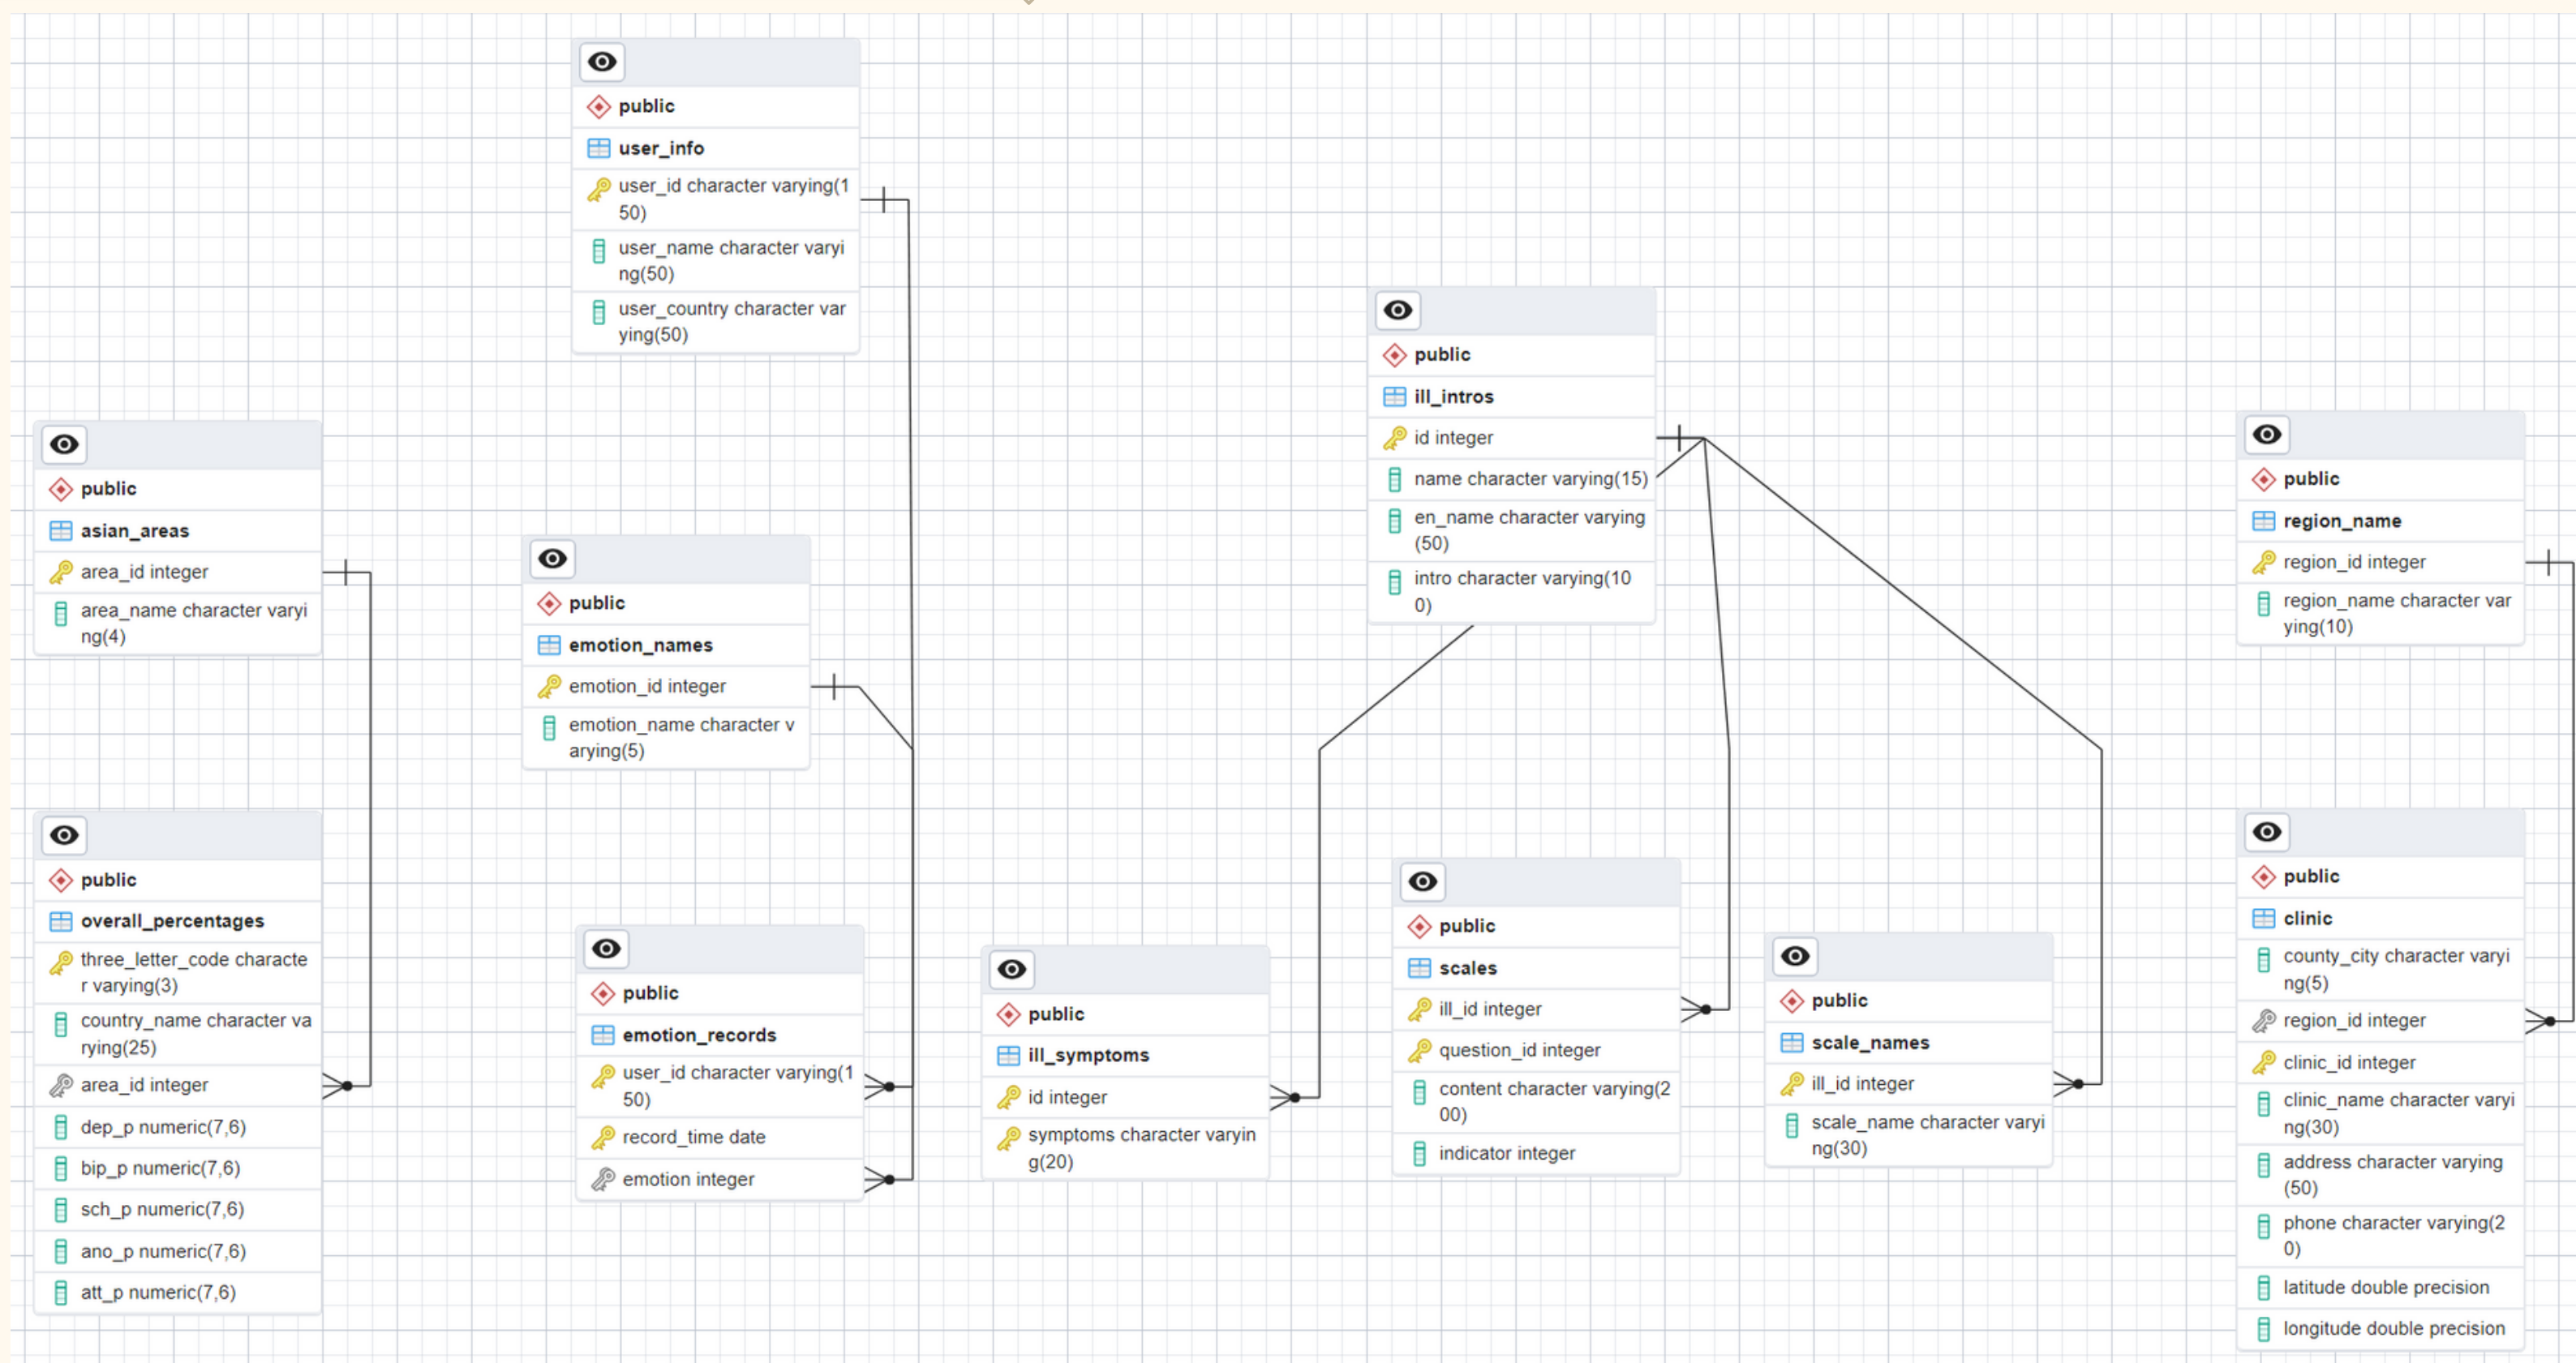 public
user_info
user_id character varying(1
50)
user_name character varyi
ng(50)
user_country character var
ying(50)
public
ill_intros
id integer
name character varying(15)
en_name character varying
(50)
intro character varying(10
0)
public
region_name
region_id integer
region_name character var
ying(10)
public
asian_areas
area_id integer
area_name character varyi
ng(4)
public
emotion_names
emotion_id integer
emotion_name character v
arying(5)
public
overall_percentages
three_letter_code characte
r varying(3)
country_name character va
rying(25)
area_id integer
dep_p numeric(7,6)
bip_p numeric(7,6)
sch_p numeric(7,6)
ano_p numeric(7,6)
att_p numeric(7,6)
public
emotion_records
user_id character varying(1
50)
record_time date
emotion integer
public
ill_symptoms
id integer
symptoms character varyin
g(20)
public
scales
ill_id integer
question_id integer
content character varying(2
00)
indicator integer
public
scale_names
ill_id integer
scale_name character varyi
ng(30)
public
clinic
county_city character varyi
ng(5)
region_id integer
clinic_id integer
clinic_name character varyi
ng(30)
address character varying
(50)
phone character varying(2
0)
latitude double precision
longitude double precision